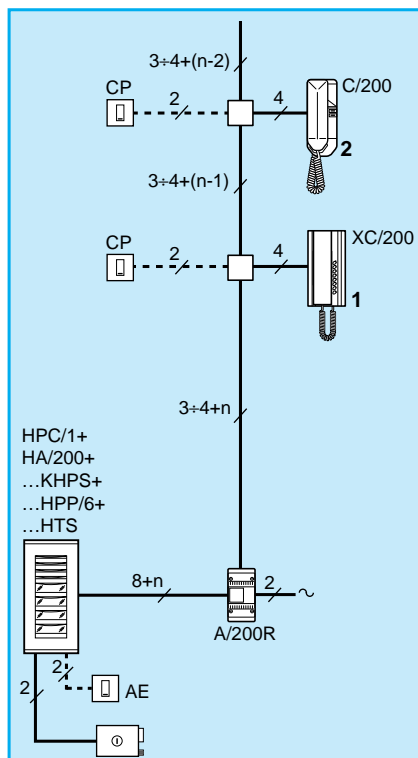 3÷4+(n-2)
CP
2
4
C/200
2
3÷4+(n-1)
CP
2
4
XC/200
1
3÷4+n
HPC/1+
HA/200+
…KHPS+
…HPP/6+
…HTS
8+n
2
~
A/200R
2
2
AE